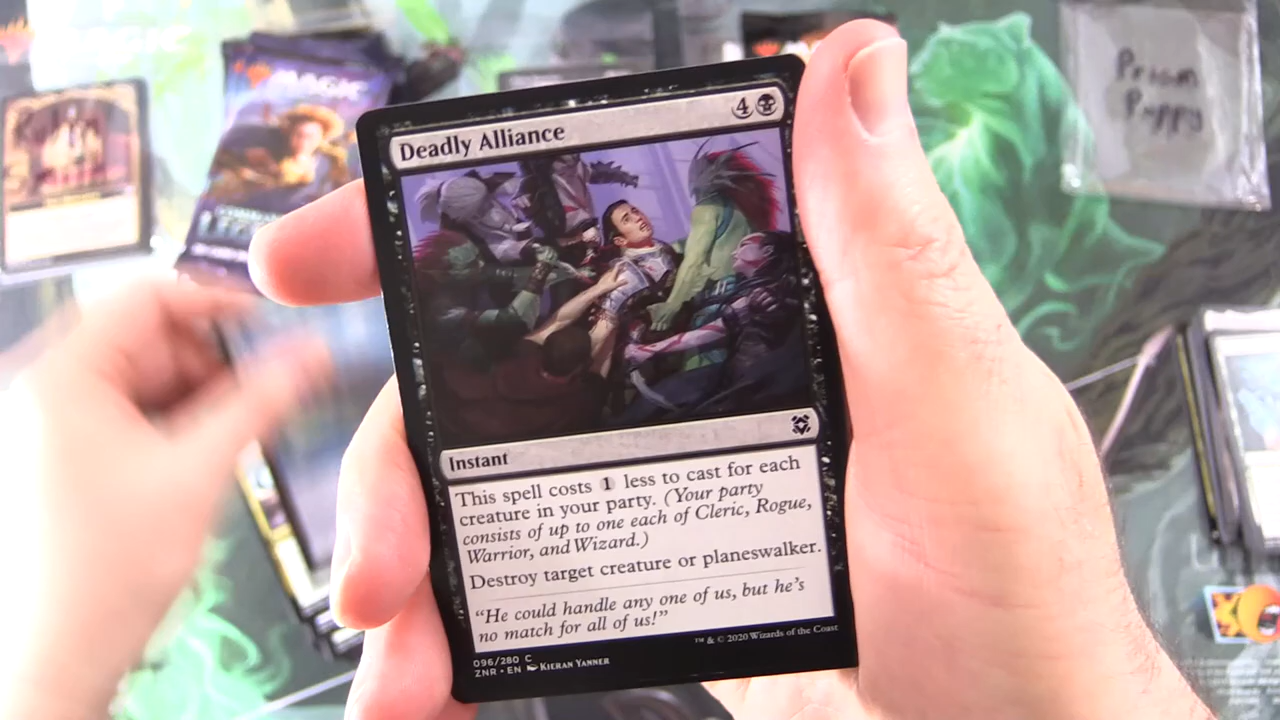 MAGIC
Prism
Puppy
Deadly Alliance
4
Instant
This spell costs 1 less to cast for each
creature in your party. (Your party
consists of up to one each of Cleric, Rogue,
Warrior, and Wizard.)
Destroy target creature or planeswalker.
“He could handle any one of us, but he’s
no match for all of us!”
™ & © 2020 Wizards of the Coast
096/280 C
ZNR • EN KIERAN YANNER